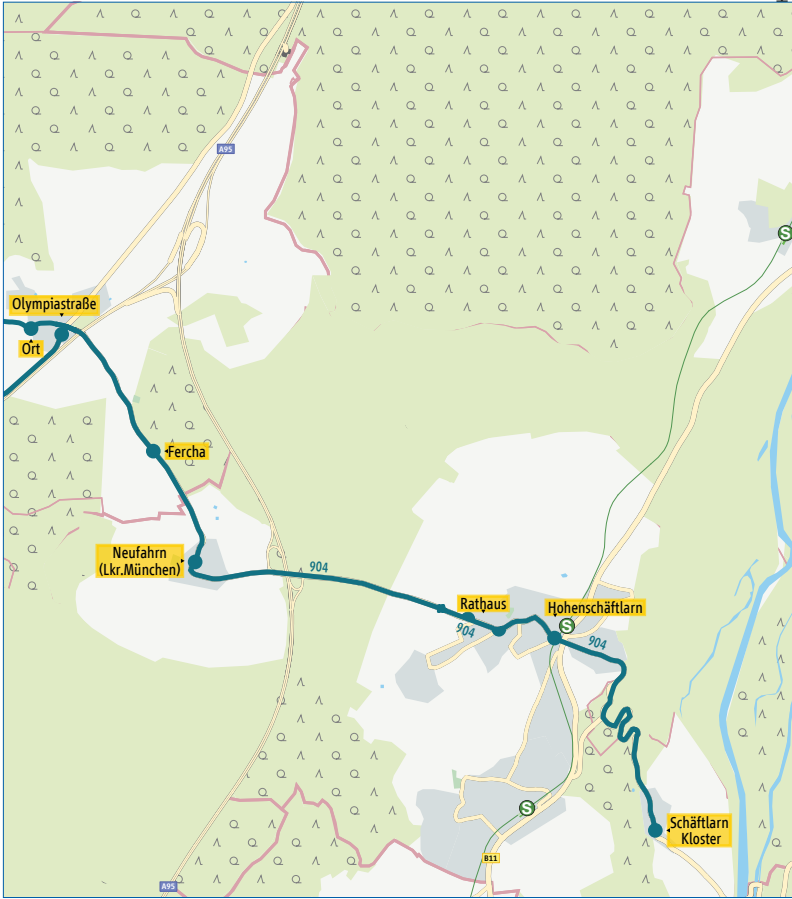 A95
S
Olympiastraße
Ort
Fercha
Neufahrn
(Lkr.München)
904
Rathaus
904
Hohenschäftlarn
S
904
S
Schäftlarn
Kloster
B11
A95